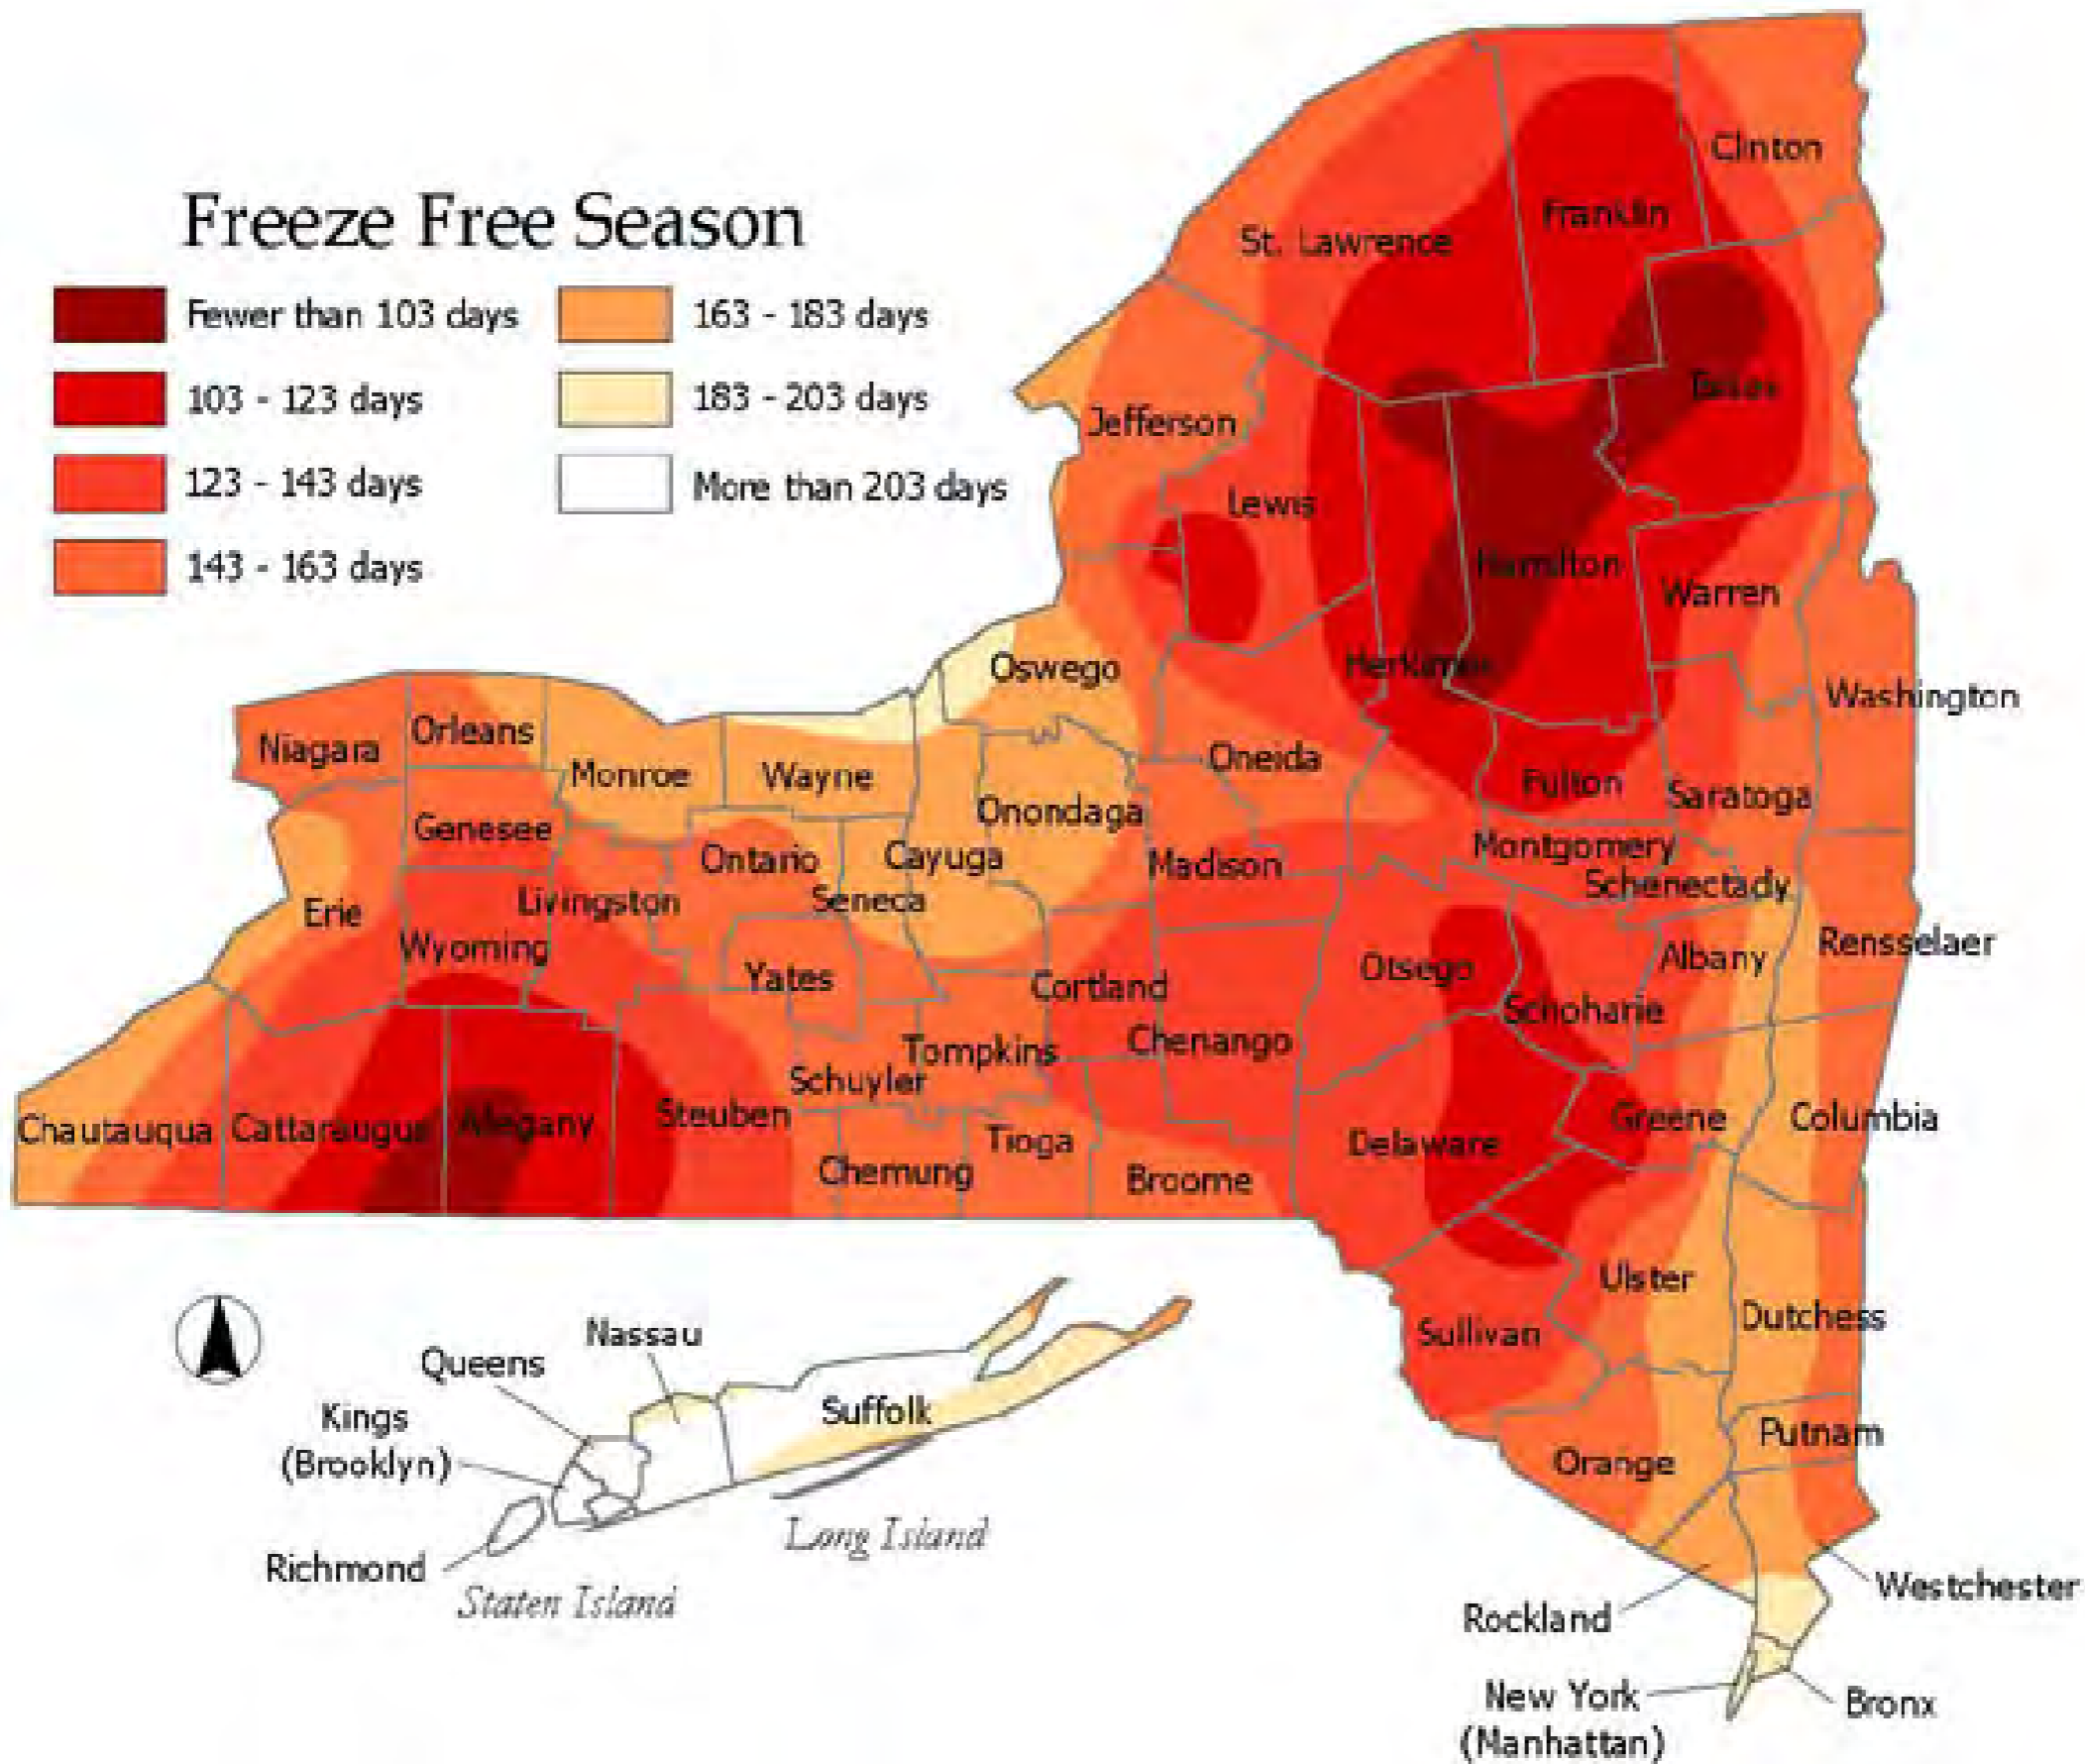 Freeze Free Season
Fewer than 103 days
103 - 123 days
123 - 143 days
143 - 163 days
163 - 183 days
183 - 203 days
More than 203 days
Clinton
Franklin
St. Lawrence
Essex
Jefferson
Lewis
Hamilton
Warren
Herkimer
Oswego
Washington
Niagara
Orleans
Monroe
Wayne
Oneida
Fulton
Saratoga
Onondaga
Genesee
Ontario
Cayuga
Madison
Montgomery
Schenectady
Erie
Livingston
Seneca
Wyoming
Yates
Cortland
Otsego
Albany
Rensselaer
Schoharie
Chenango
Tompkins
Schuyler
Chautauqua
Cattaraugus
Allegany
Steuben
Tioga
Chemung
Broome
Delaware
Greene
Columbia
Ulster
Dutchess
Sullivan
Putnam
Orange
Nassau
Queens
Kings
(Brooklyn)
Suffolk
Richmond
Long Island
Staten Island
Westchester
Rockland
New York
(Manhattan)
Bronx